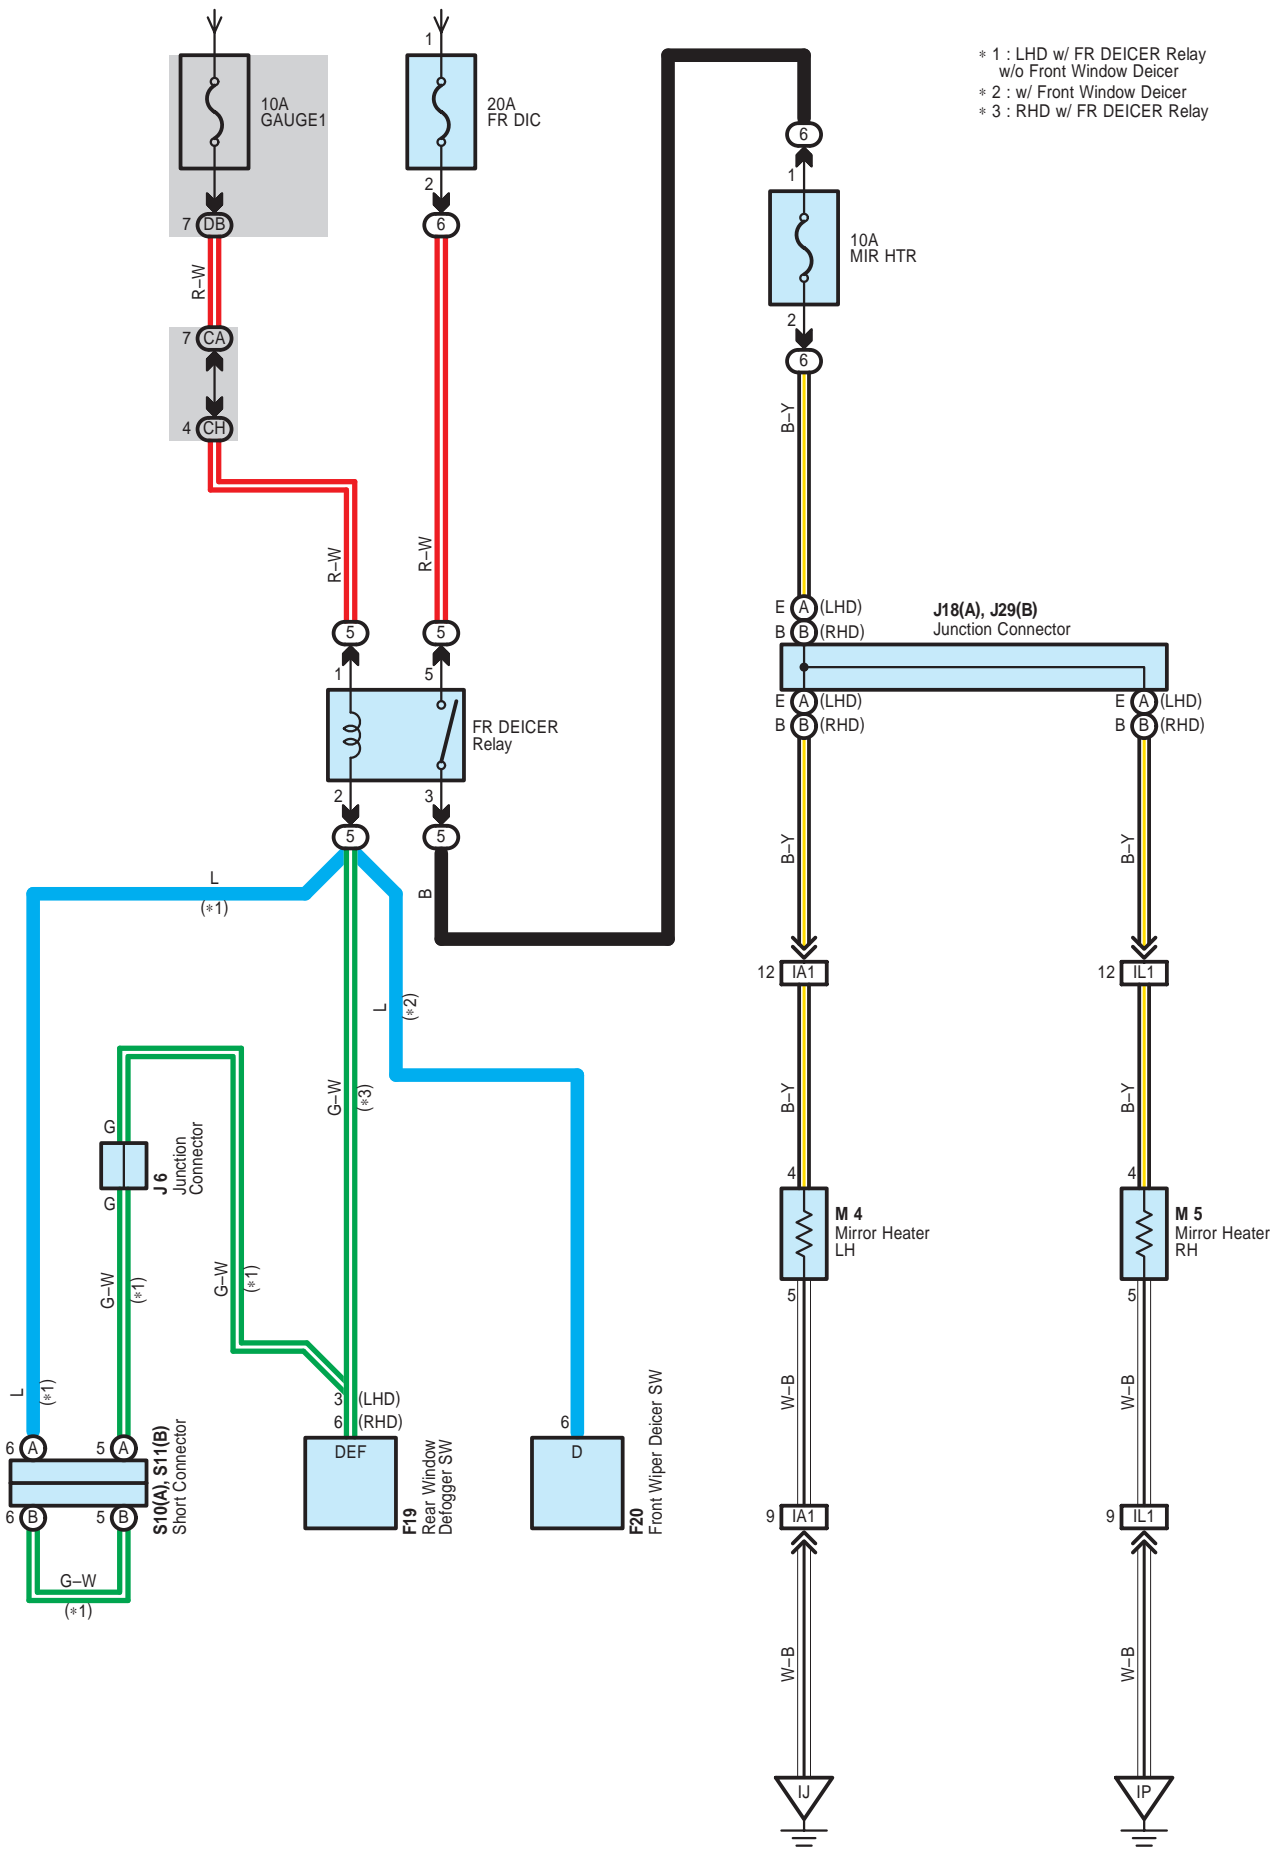 * 1 : LHD w/ FR DEICER Relay
w/o Front Window Deicer
* 2 : w/ Front Window Deicer
* 3 : RHD w/ FR DEICER Relay
10A
GAUGE1
1
20A
FR DIC
2
7 DB
6
6
1
10A
MIR HTR
2
6
R–W
7 CA
4 CH
B–Y
R–W
R–W
5
5
1
5
FR DEICER
Relay
2
3
5
5
E A (LHD)
B B (RHD)
J18(A), J29(B)
Junction Connector
E A (LHD)
B B (RHD)
E A (LHD)
B B (RHD)
L
(*1)
B
B–Y
B–Y
12 IA1
12 IL1
L
(*2)
G–W
(*3)
B–Y
B–Y
G
J 6
Junction
Connector
G
4
M 4
Mirror Heater
LH
5
4
M 5
Mirror Heater
RH
5
G–W
(*1)
G–W
(*1)
L
(*1)
3 (LHD)
6 (RHD)
DEF
F19
Rear Window
Defogger SW
6
D
F20
Front Wiper Deicer SW
W–B
W–B
6 A
5 A
S10(A), S11(B)
Short Connector
6 B
5 B
G–W
(*1)
9 IA1
9 IL1
W–B
W–B
IJ
IP